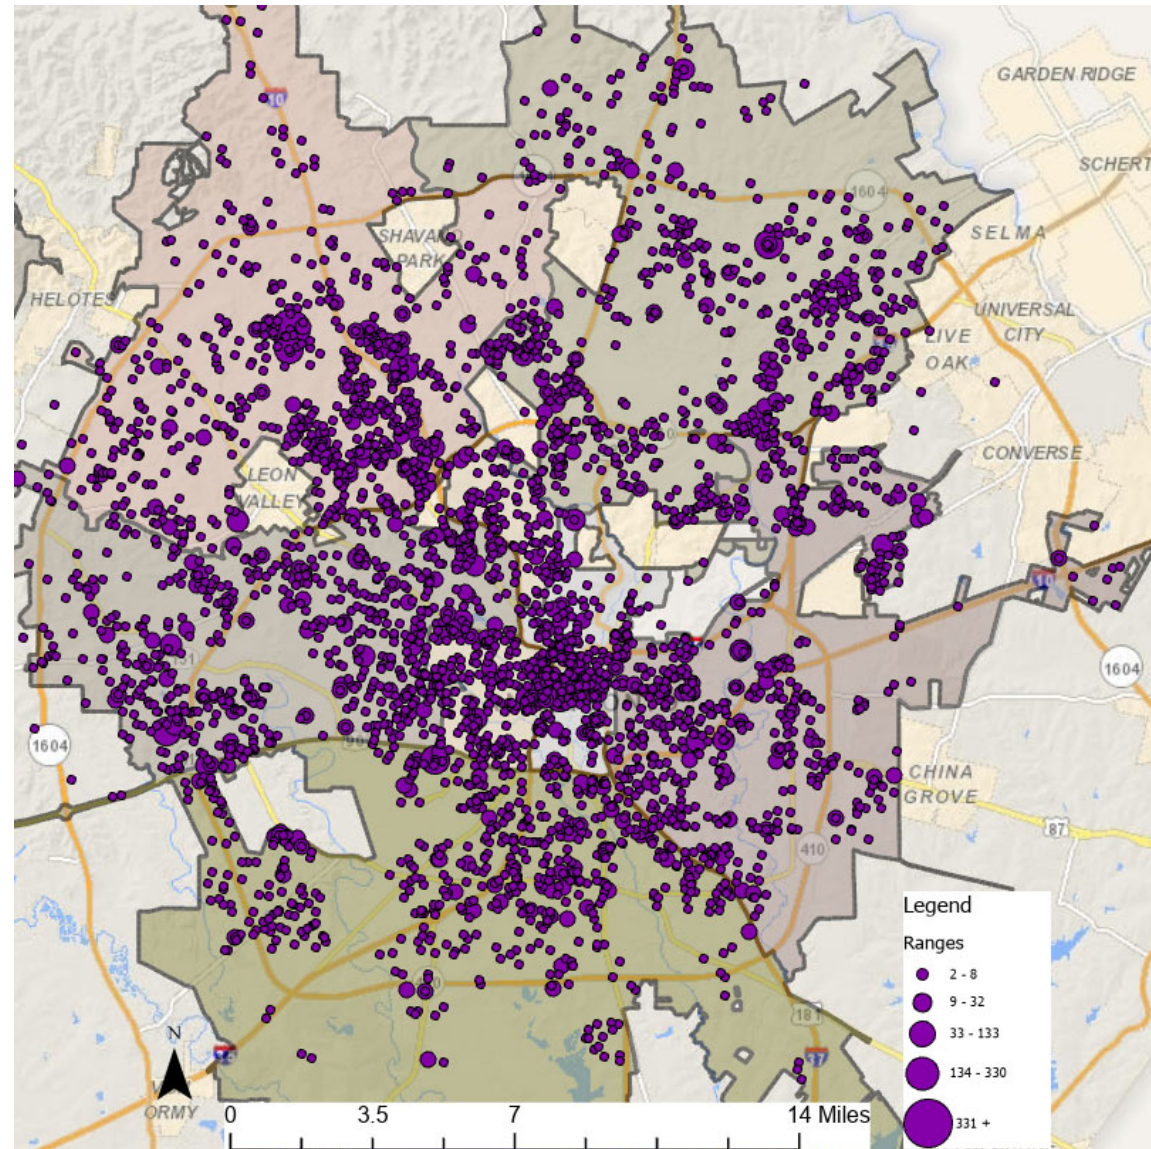 GARDEN RIDGE
10
SCHERT
1604
SELMA
SHAVANO
PARK
HELOTES
UNIVERSAL
CITY
LIVE
OAK
CONVERSE
LEON
VALLEY
10
1604
1604
CHINA
GROVE
87
410
181
37
ORMY
N
0 3.5 7 14 Miles
Legend
Ranges
2 - 8
9 - 32
33 - 133
134 - 330
331 +